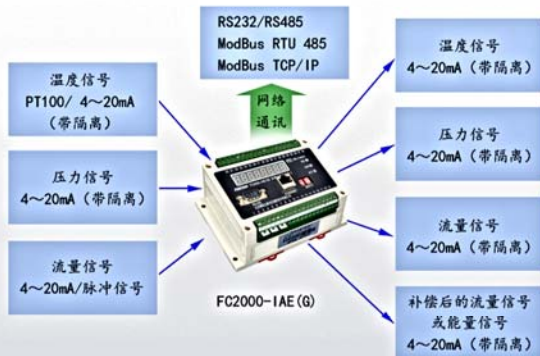 RS232/RS485
ModBus RTU 485
ModBus TCP/IP
网络
通讯
温度信号
PT100/ 4～20mA
（带隔离）
压力信号
4～20mA（带隔离）
流量信号
4～20mA/脉冲信号
FC2000-IAE(G)
温度信号
4～20mA（带隔离）
压力信号
4～20mA（带隔离）
流量信号
4～20mA（带隔离）
补偿后的流量信号
或能量信号
4～20mA（带隔离）